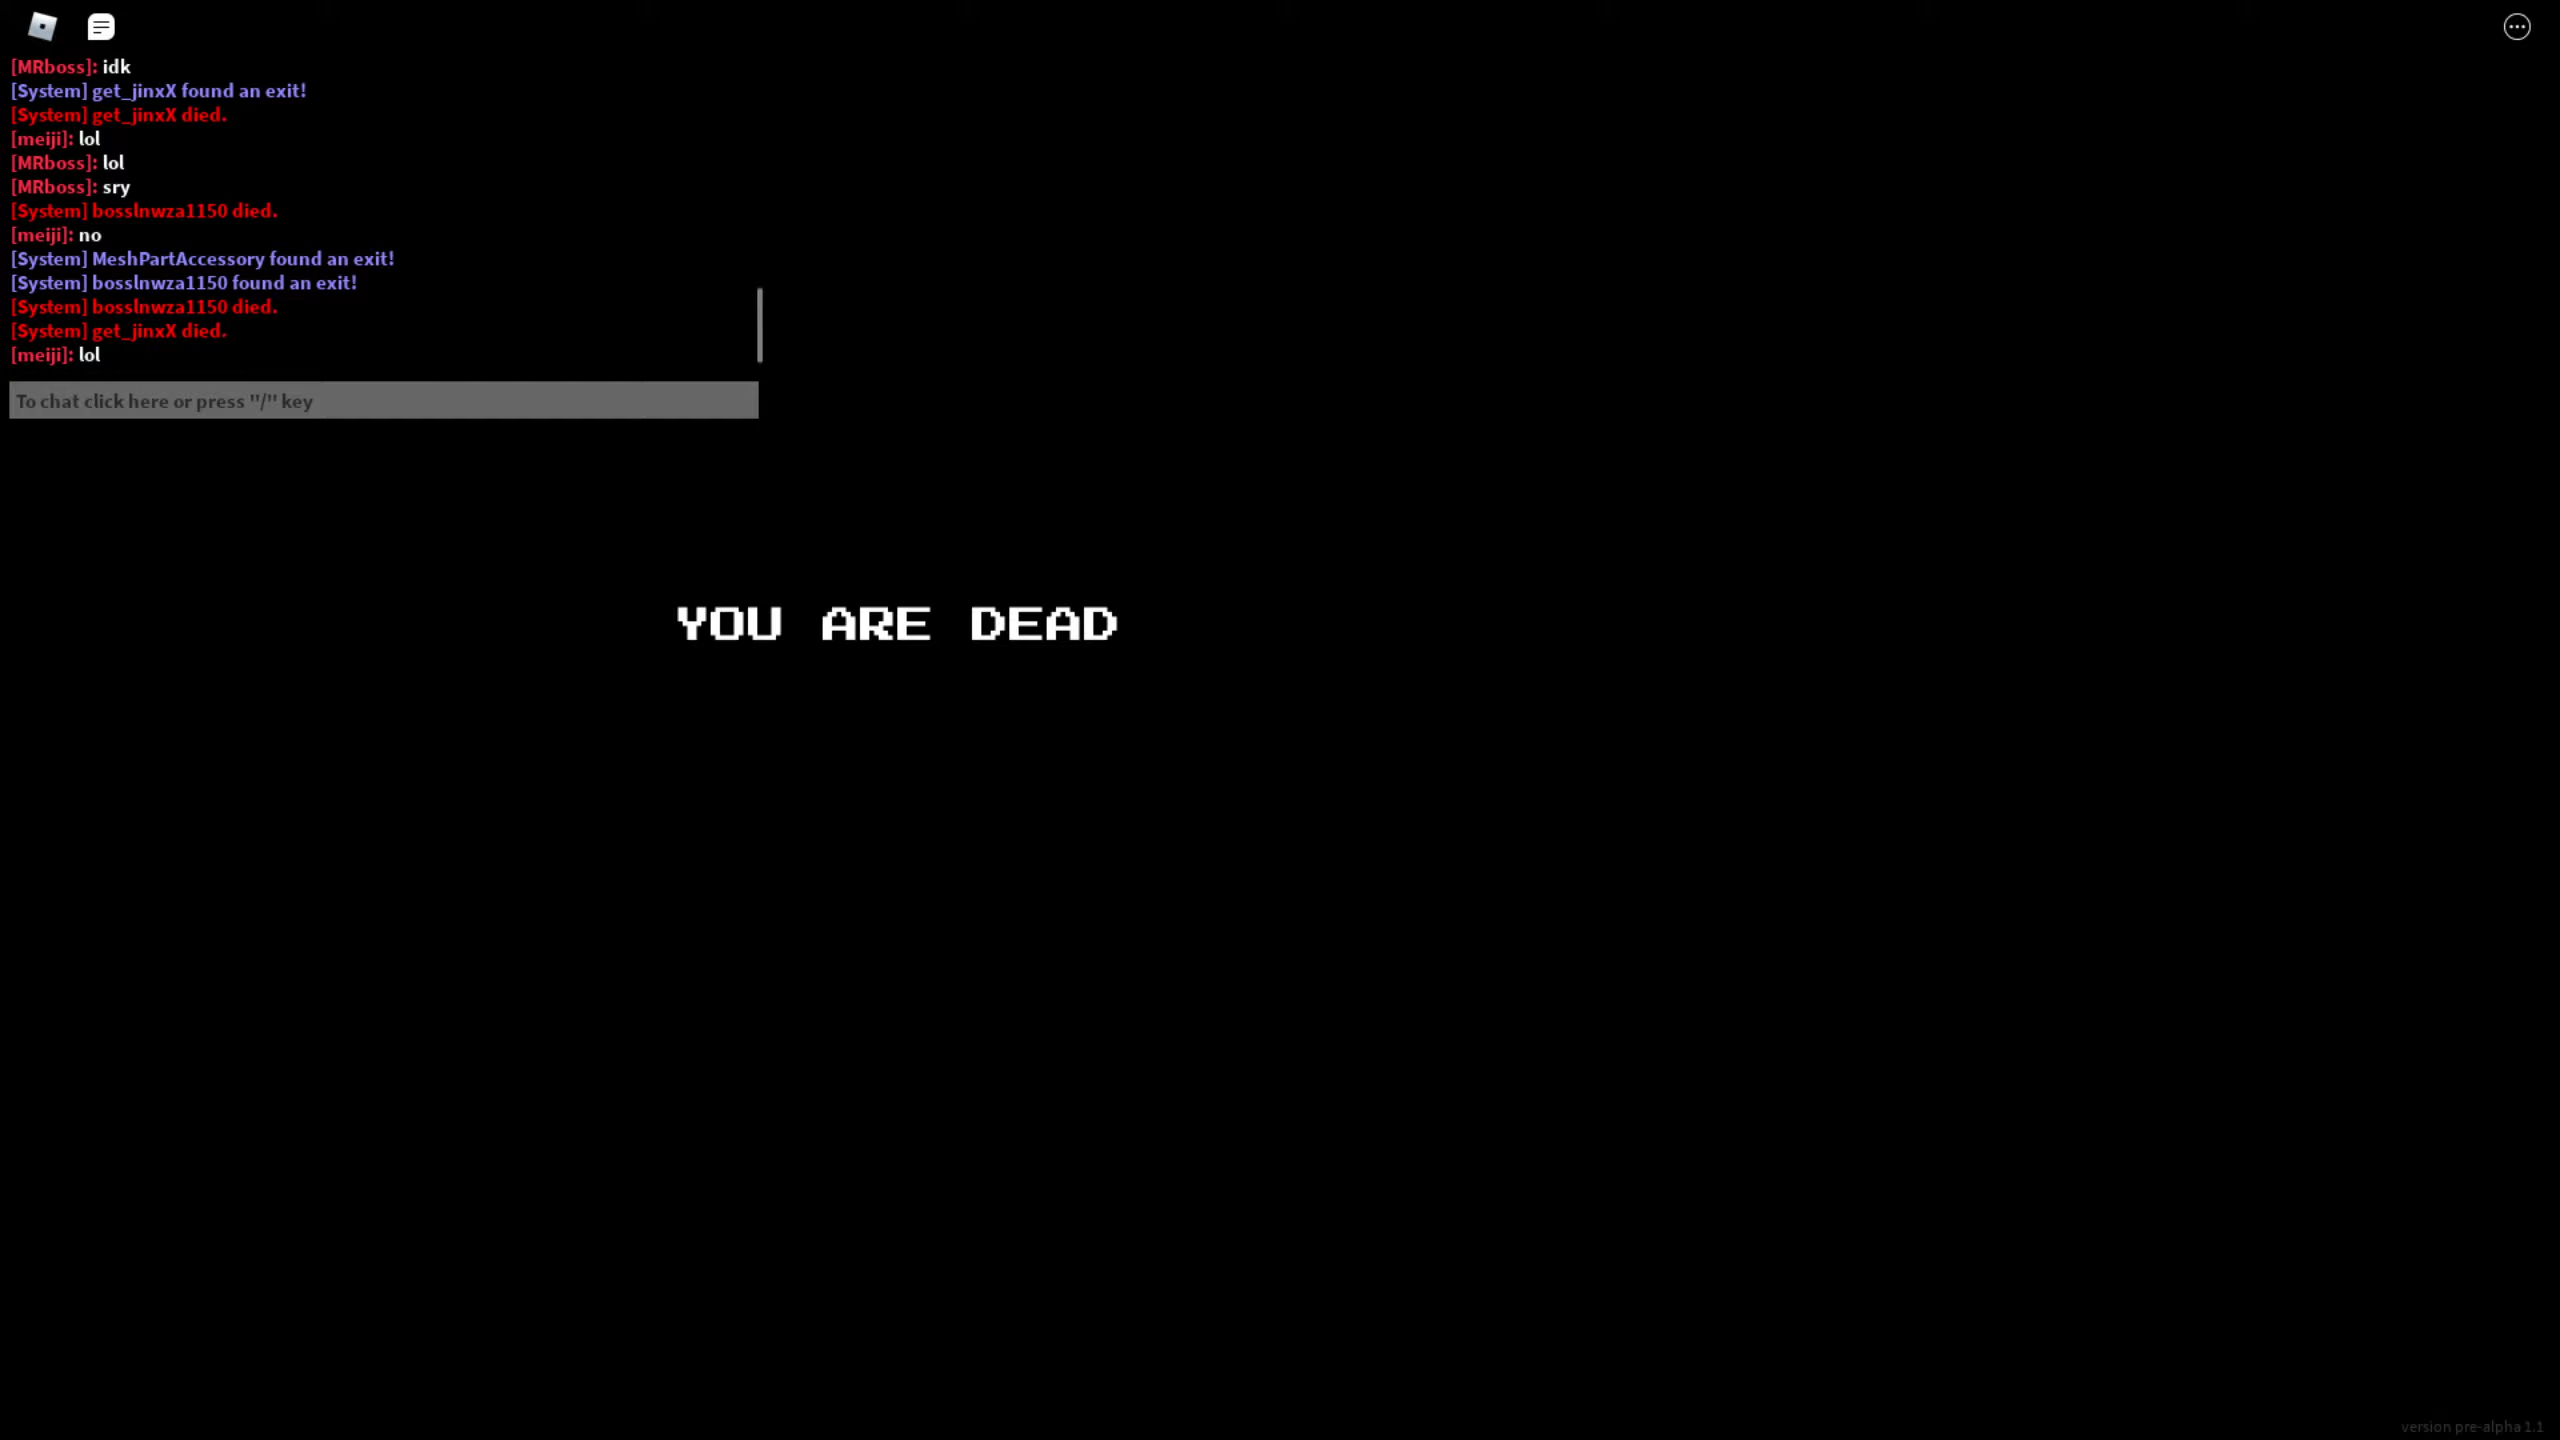 [MRboss]: idk
[System] get_jinxX found an exit!
[System] get_jinxX died.
[meiji]: lol
[MRboss]: lol
[MRboss]: sry
[System] bosslnwza1150 died.
[meiji]: no
[System] MeshPartAccessory found an exit!
[System] bosslnwza1150 found an exit!
[System] bosslnwza1150 died.
[System] get_jinxX died.
[meiji]: lol
To chat click here or press "/" key
YOU ARE DEAD
version pre-alpha 1.1